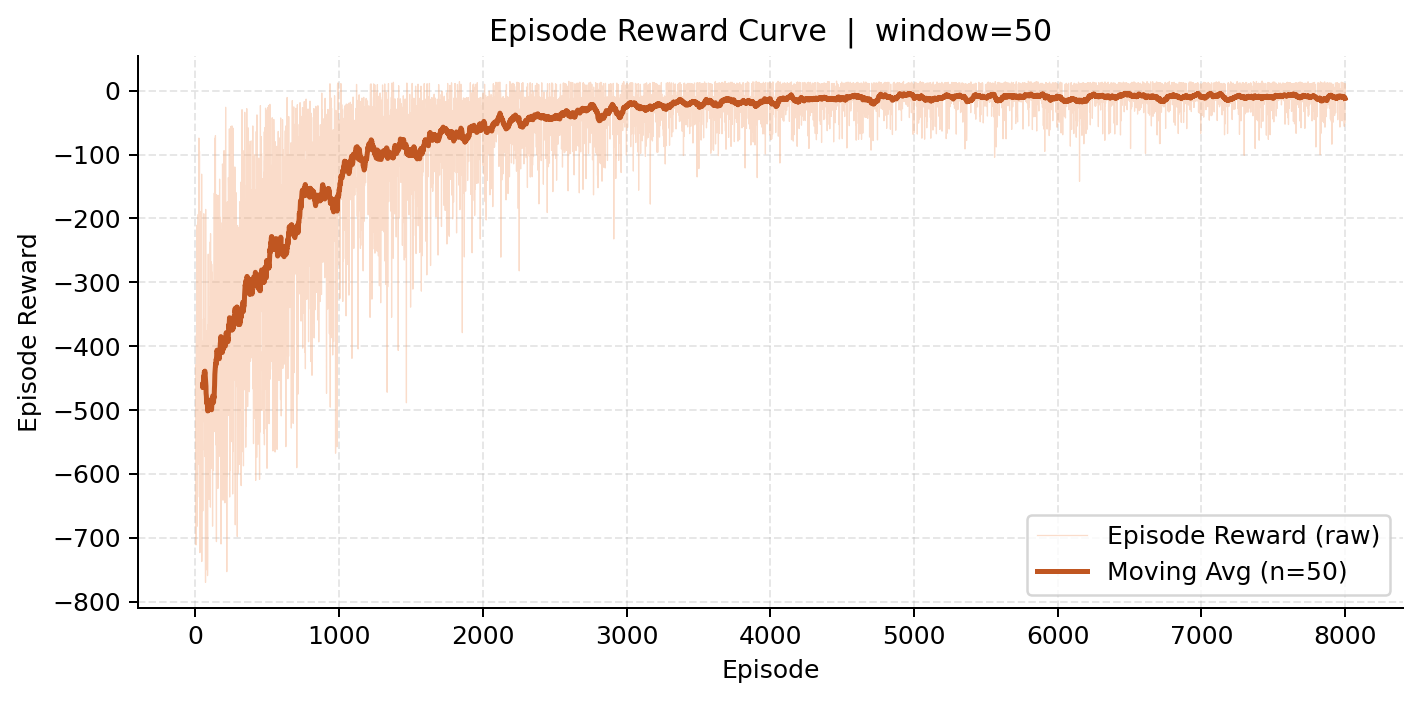 Episode Reward Curve | window=50
Episode Reward
0
−100
−200
−300
−400
−500
−600
−700
−800
Episode Reward (raw)
Moving Avg (n=50)
0 1000 2000 3000 4000 5000 6000 7000 8000
Episode